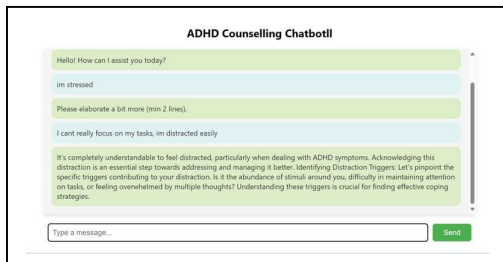 ADHD Counselling Chatbotll
Hello! How can I assist you today?
im stressed
Please elaborate a bit more (min 2 lines).
I cant really focus on my tasks, im distracted easily
It's completely understandable to feel distracted, particularly when dealing with ADHD symptoms. Acknowledging this
distraction is an essential step towards addressing and managing it better. Identifying Distraction Triggers: Let's pinpoint the
specific triggers contributing to your distraction. Is it the abundance of stimuli around you, difficulty in maintaining attention
on tasks, or feeling overwhelmed by multiple thoughts? Understanding these triggers is crucial for finding effective coping
strategies.
Type a message...
Send